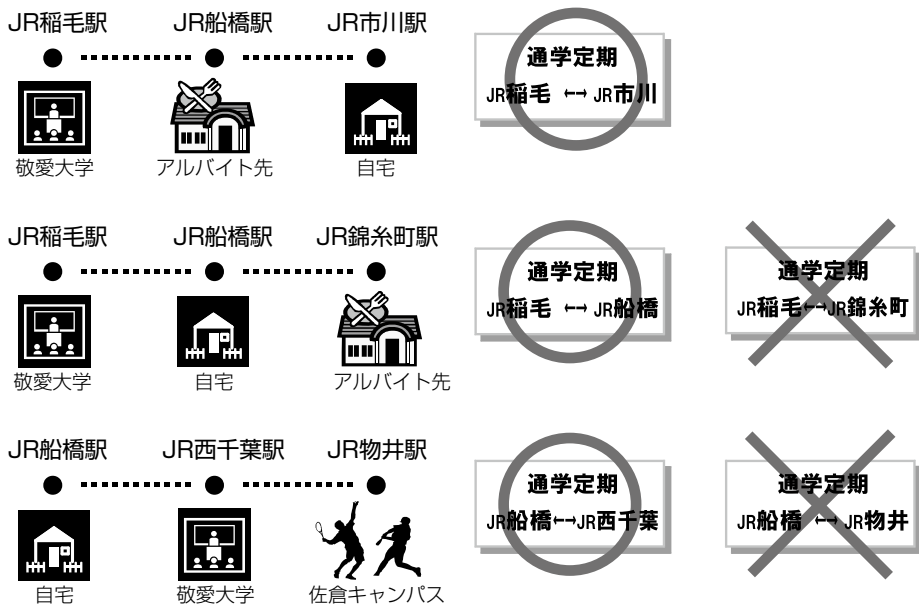 JR稲毛駅 JR船橋駅 JR市川駅
通学定期
JR稲毛 ←→ JR市川
敬愛大学 アルバイト先 自宅
JR稲毛駅 JR船橋駅 JR錦糸町駅
通学定期 通学定期
JR稲毛 ←→ JR船橋 JR稲毛←→JR錦糸町
敬愛大学 自宅 アルバイト先
JR船橋駅 JR西千葉駅 JR物井駅
通学定期 通学定期
JR船橋←→JR西千葉 JR船橋 ←→ JR物井
自宅 敬愛大学 佐倉キャンパス